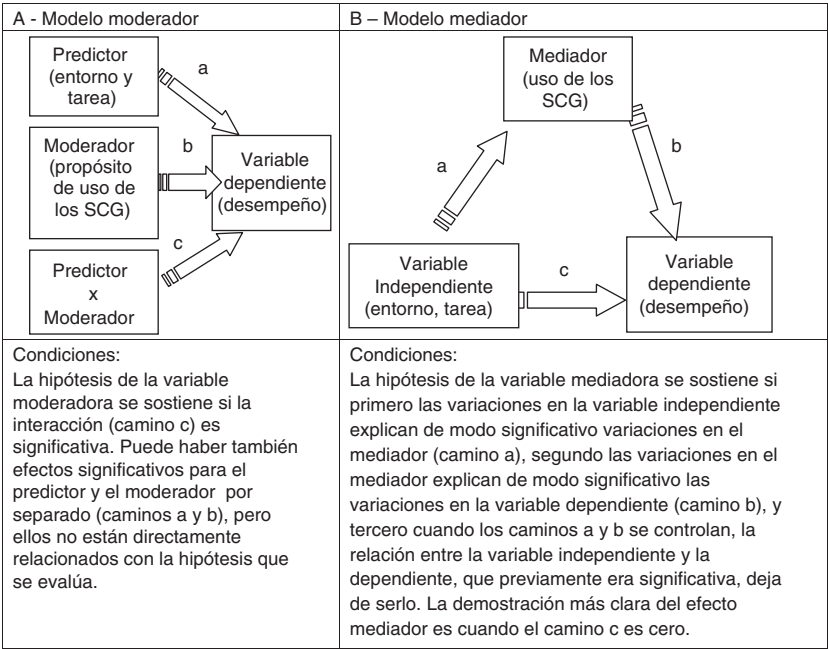 A - Modelo moderador
Predictor
(entorno y
tarea)
a
Moderador
(propósito
de uso de
los SCG)
b
Variable
dependiente
(desempeño)
c
Predictor
x
Moderador
Condiciones:
La hipótesis de la variable
moderadora se sostiene si la
interacción (camino c) es
significativa. Puede haber también
efectos significativos para el
predictor y el moderador por
separado (caminos a y b), pero
ellos no están directamente
relacionados con la hipótesis que
se evalúa.
B – Modelo mediador
Mediador
(uso de los
SCG)
a
b
Variable
Independiente
(entorno, tarea)
c
Variable
dependiente
(desempeño)
Condiciones:
La hipótesis de la variable mediadora se sostiene si
primero las variaciones en la variable independiente
explican de modo significativo variaciones en el
mediador (camino a), segundo las variaciones en el
mediador explican de modo significativo las
variaciones en la variable dependiente (camino b), y
tercero cuando los caminos a y b se controlan, la
relación entre la variable independiente y la
dependiente, que previamente era significativa, deja
de serlo. La demostración más clara del efecto
mediador es cuando el camino c es cero.